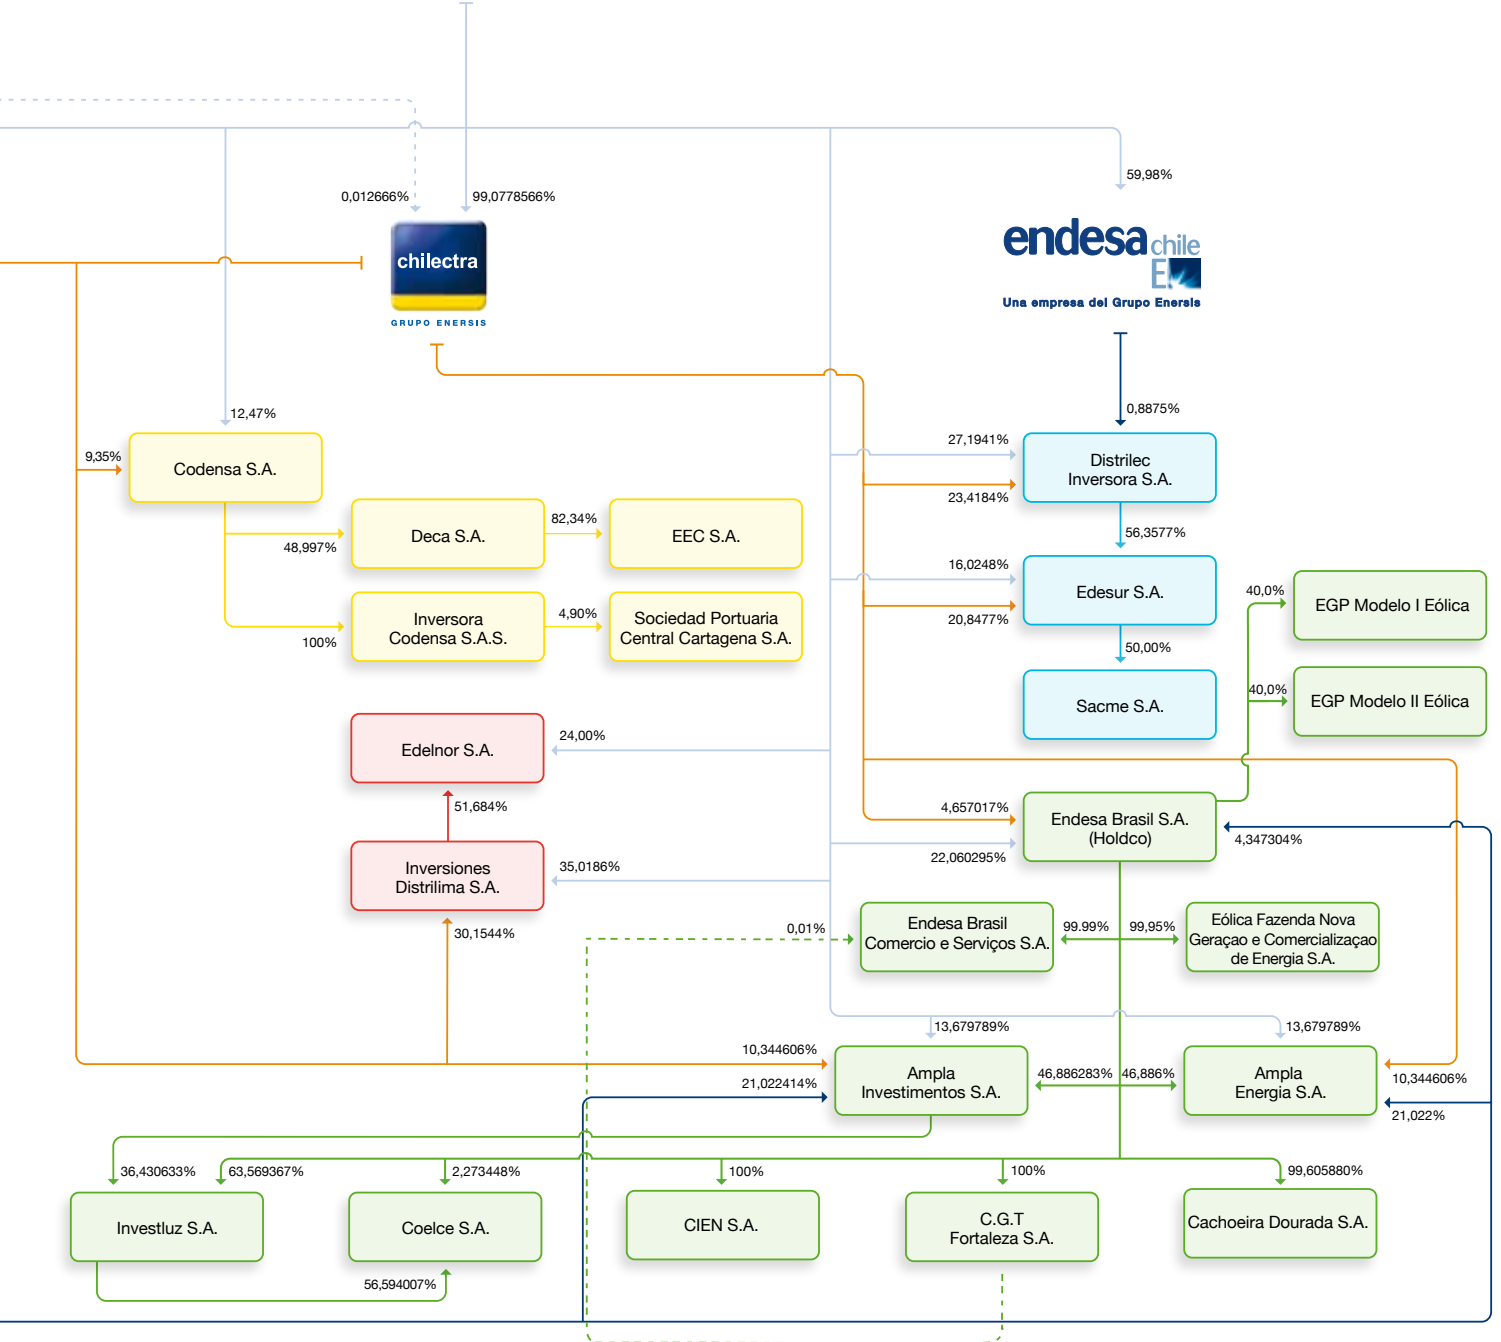 0,012666%
99,0778566%
59,98%
chilectra
GRUPO ENERSIS
endesa chile
Una empresa del Grupo Enersis
12,47%
0,8875%
9,35%
Codensa S.A.
27,1941%
Distrilec
Inversora S.A.
23,4184%
48,997%
Deca S.A.
82,34%
EEC S.A.
56,3577%
16,0248%
Edesur S.A.
20,8477%
40,0%
EGP Modelo I Eólica
100%
Inversora
Codensa S.A.S.
4,90%
Sociedad Portuaria
Central Cartagena S.A.
50,00%
Sacme S.A.
40,0%
EGP Modelo II Eólica
Edelnor S.A.
24,00%
51,684%
4,657017%
Endesa Brasil S.A.
(Holdco)
4,347304%
22,060295%
Inversiones
Distrilima S.A.
35,0186%
30,1544%
0,01%
Endesa Brasil
Comercio e Serviços S.A.
99.99%
99,95%
Eólica Fazenda Nova
Geraçao e Comercializaçao
de Energia S.A.
13,679789%
13,679789%
10,344606%
21,022414%
Ampla
Investimentos S.A.
46,886283%
46,886%
Ampla
Energia S.A.
10,344606%
21,022%
36,430633%
63,569367%
2,273448%
100%
100%
99,605880%
Investluz S.A.
Coelce S.A.
CIEN S.A.
C.G.T
Fortaleza S.A.
Cachoeira Dourada S.A.
56,594007%